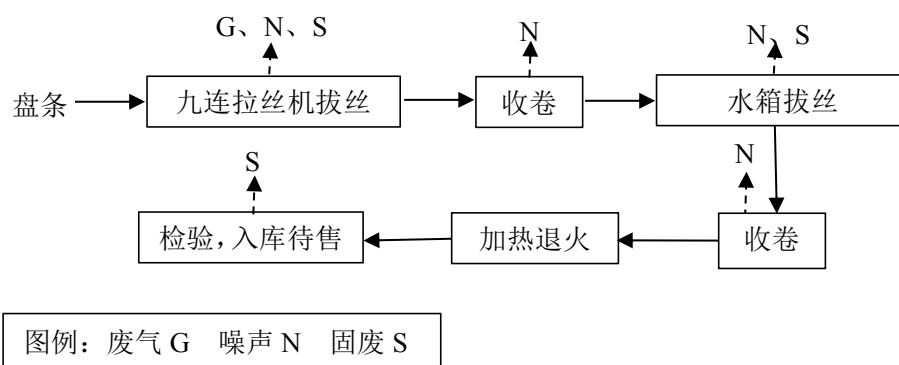 G、N、S
N
N、S
盘条
九连拉丝机拔丝
收卷
水箱拔丝
S
N
检验,入库待售
加热退火
收卷
图例：废气 G 噪声 N 固废 S